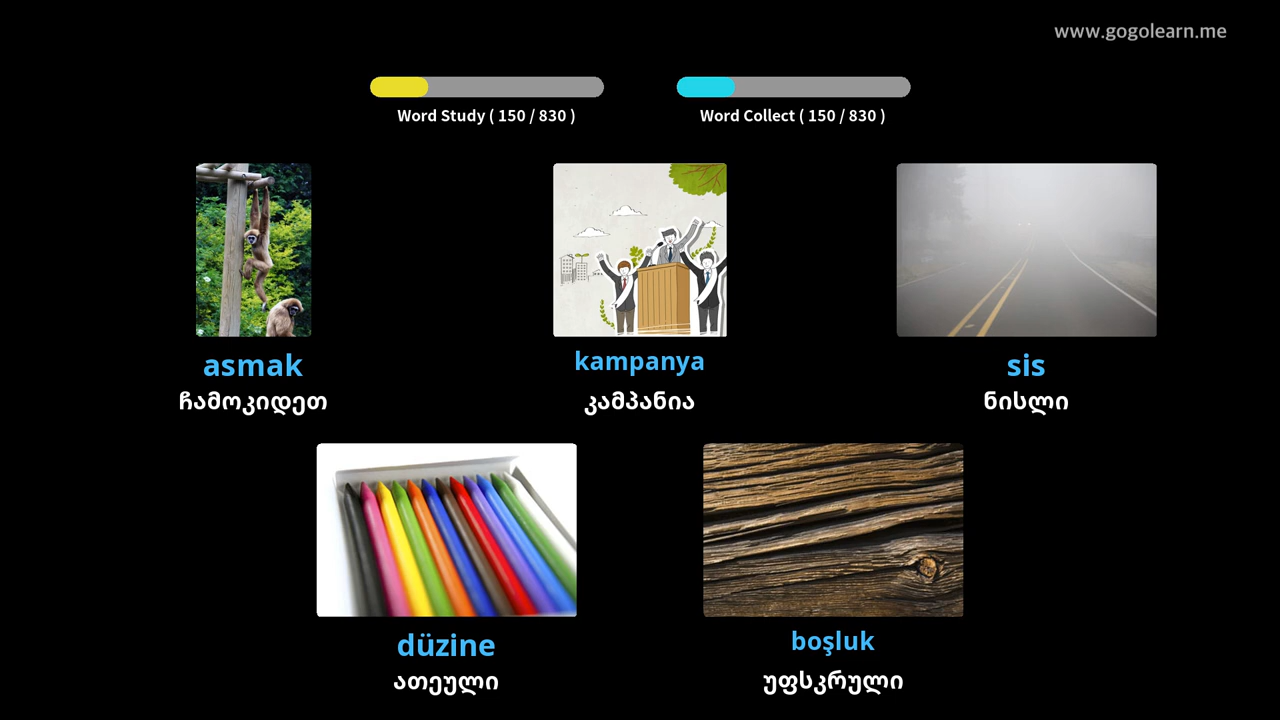 www.gogolearn.me
Word Study ( 150 / 830 )
Word Collect ( 150 / 830 )
asmak
ჩამოკიდეთ
kampanya
კამპანია
sis
ნისლი
düzine
ათეული
boşluk
უფსკრული